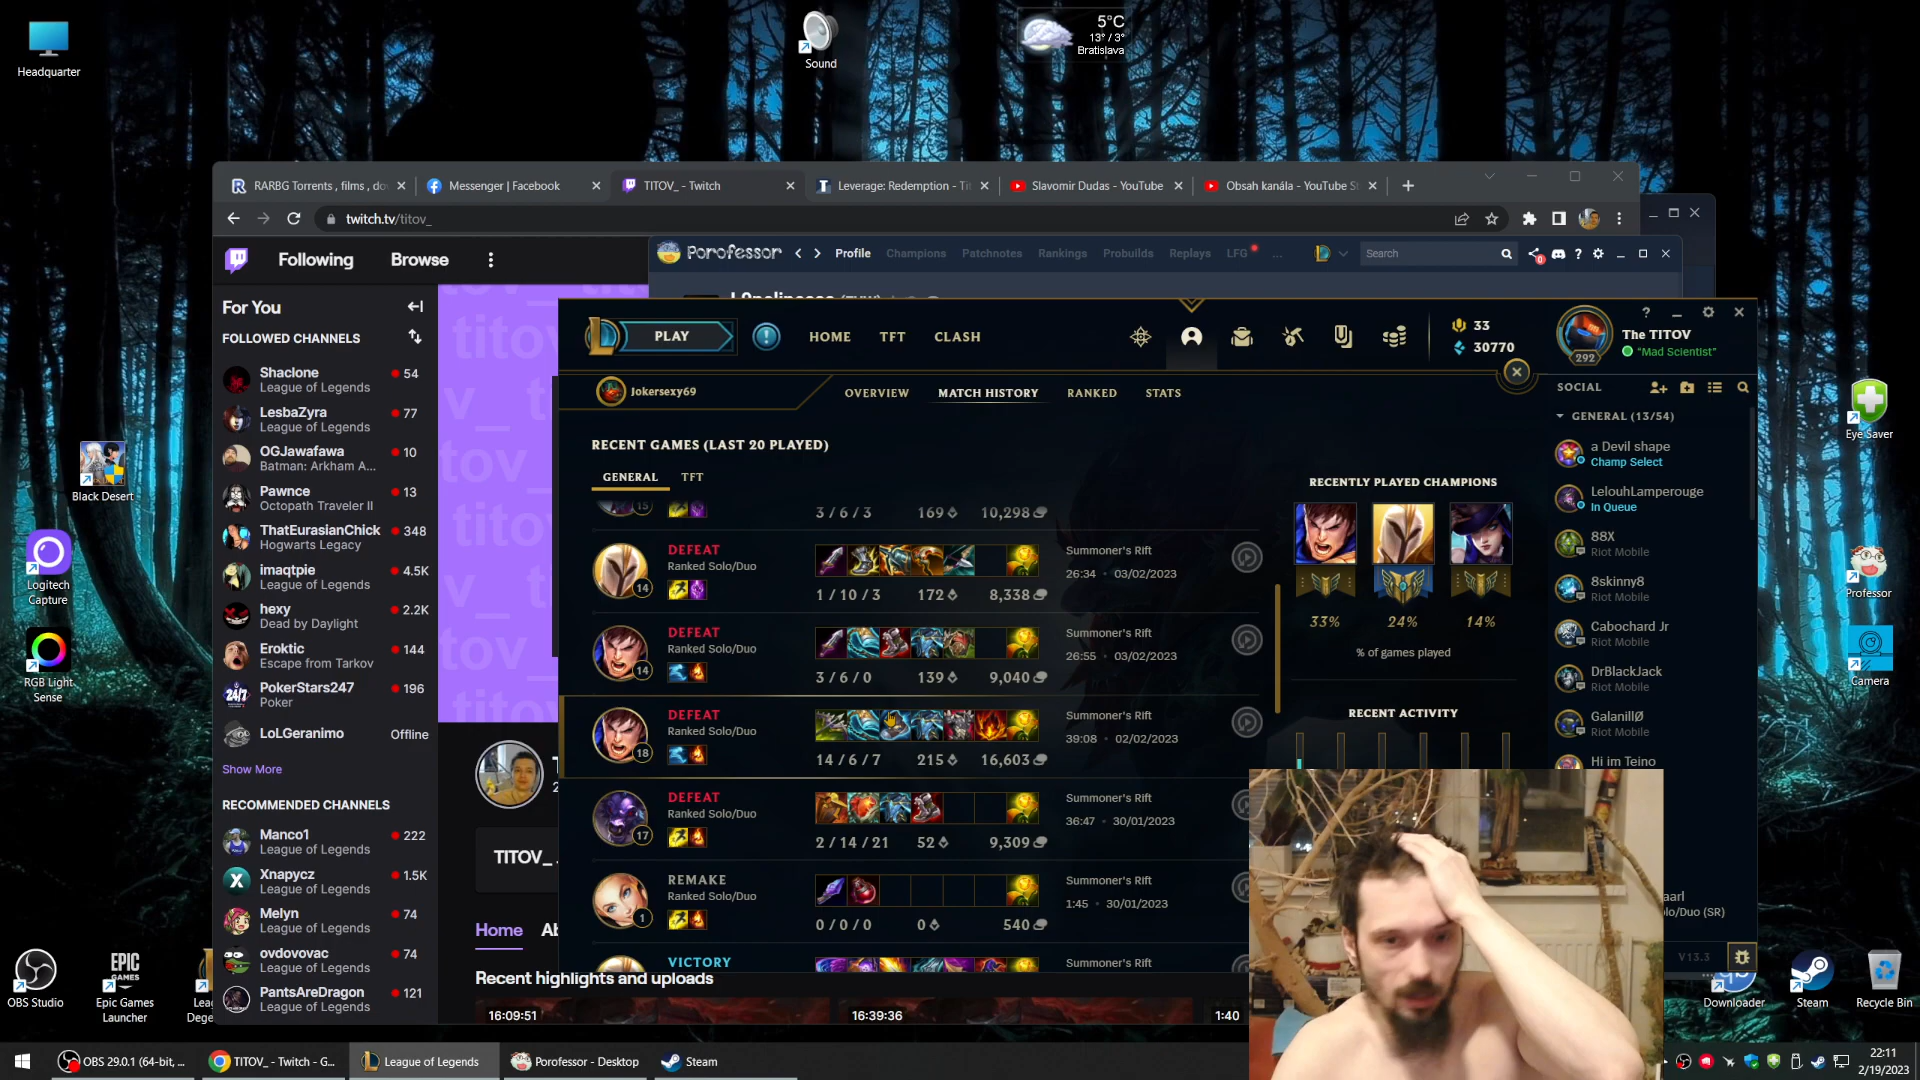 Headquarter
Sound
5°C
13° / 3°
Bratislava
RARBG Torrents , films , do
Messenger | Facebook
TITOV_ - Twitch
Leverage: Redemption - Ti
Slavomir Dudas - YouTube
Obsah kanála - YouTube S
twitch.tv/titov_
Following
Browse
Porofessor
Profile
Champions
Patchnotes
Rankings
Probuilds
Replays
LFG
...
Search
For You
FOLLOWED CHANNELS
Shaclone
League of Legends
54
LesbaZyra
League of Legends
77
OGJawafawa
Batman: Arkham A...
10
Pawnce
Octopath Traveler II
13
ThatEurasianChick
Hogwarts Legacy
348
imaqtpie
League of Legends
4.5K
hexy
Dead by Daylight
2.2K
Eroktic
Escape from Tarkov
144
PokerStars247
Poker
196
LoLGeranimo
Offline
Show More
RECOMMENDED CHANNELS
Manco1
League of Legends
222
Xnapycz
League of Legends
1.5K
Melyn
League of Legends
74
ovdovovac
League of Legends
74
PantsAreDragon
League of Legends
121
TITOV_
Home
Recent highlights and uploads
16:09:51
16:39:36
1:40
PLAY
HOME
TFT
CLASH
33
30770
292
The TITOV
"Mad Scientist"
Jokersexy69
OVERVIEW
MATCH HISTORY
RANKED
STATS
RECENT GAMES (LAST 20 PLAYED)
GENERAL
TFT
15
3 / 6 / 3
169
10,298
DEFEAT
Ranked Solo/Duo
14
1 / 10 / 3
172
8,338
Summoner's Rift
26:34 • 03/02/2023
DEFEAT
Ranked Solo/Duo
14
3 / 6 / 0
139
9,040
Summoner's Rift
26:55 • 03/02/2023
DEFEAT
Ranked Solo/Duo
18
14 / 6 / 7
215
16,603
Summoner's Rift
39:08 • 02/02/2023
DEFEAT
Ranked Solo/Duo
17
2 / 14 / 21
52
9,309
Summoner's Rift
36:47 • 30/01/2023
REMAKE
Ranked Solo/Duo
1
0 / 0 / 0
0
540
Summoner's Rift
1:45 • 30/01/2023
VICTORY
Summoner's Rift
RECENTLY PLAYED CHAMPIONS
33%
24%
14%
% of games played
RECENT ACTIVITY
SOCIAL
GENERAL (13/54)
a Devil shape
Champ Select
LelouhLamperouge
In Queue
88X
Riot Mobile
8skinny8
Riot Mobile
Cabochard Jr
Riot Mobile
DrBlackJack
Riot Mobile
GalanillØ
Riot Mobile
Hi im Teino
aarl
olo/Duo (SR)
V13.3
Black Desert
Logitech
Capture
RGB Light
Sense
OBS Studio
Epic Games
Launcher
EPIC
GAMES
Leag
Degen
Eye Saver
Professor
Camera
Downloader
Steam
Recycle Bin
OBS 29.0.1 (64-bit, ...
TITOV_ - Twitch - G...
League of Legends
Porofessor - Desktop
Steam
22:11
2/19/2023